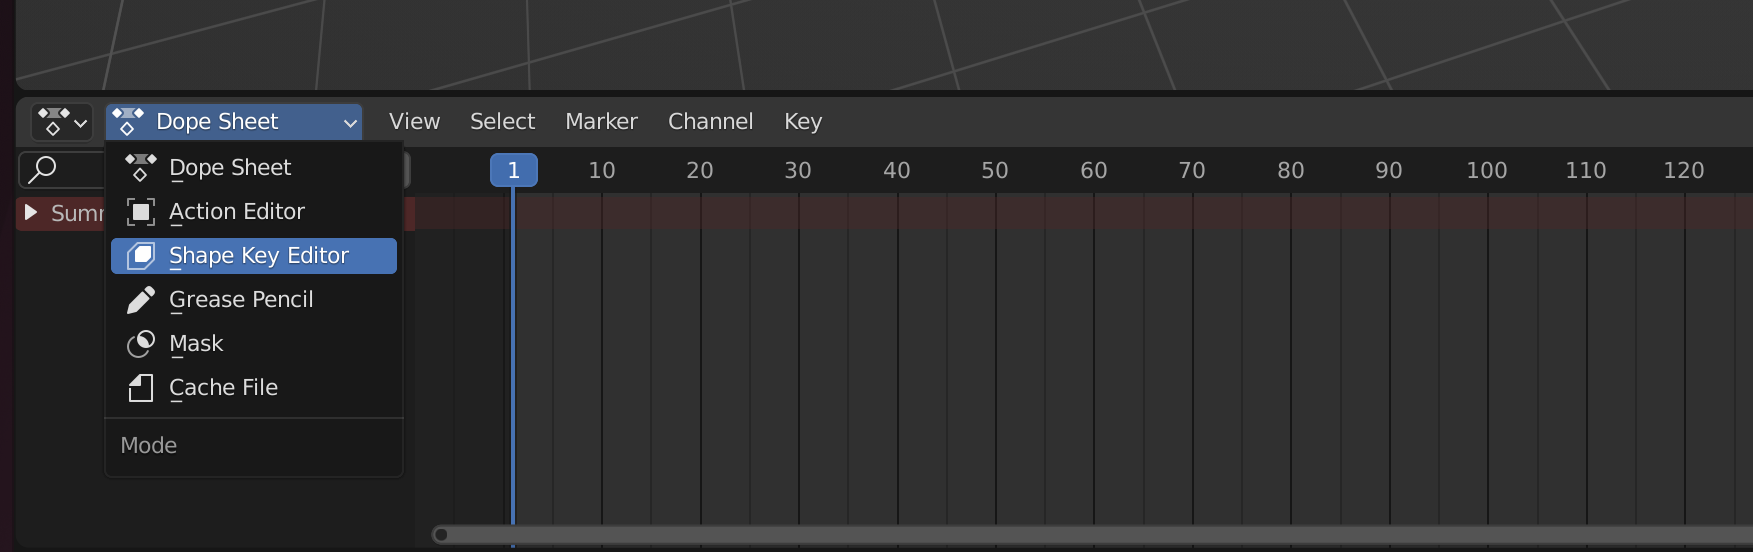 Dope Sheet View Select Marker Channel Key
1 10 20 30 40 50 60 70 80 90 100 110 120
Summ
Dope Sheet
Action Editor
Shape Key Editor
Grease Pencil
Mask
Cache File
Mode